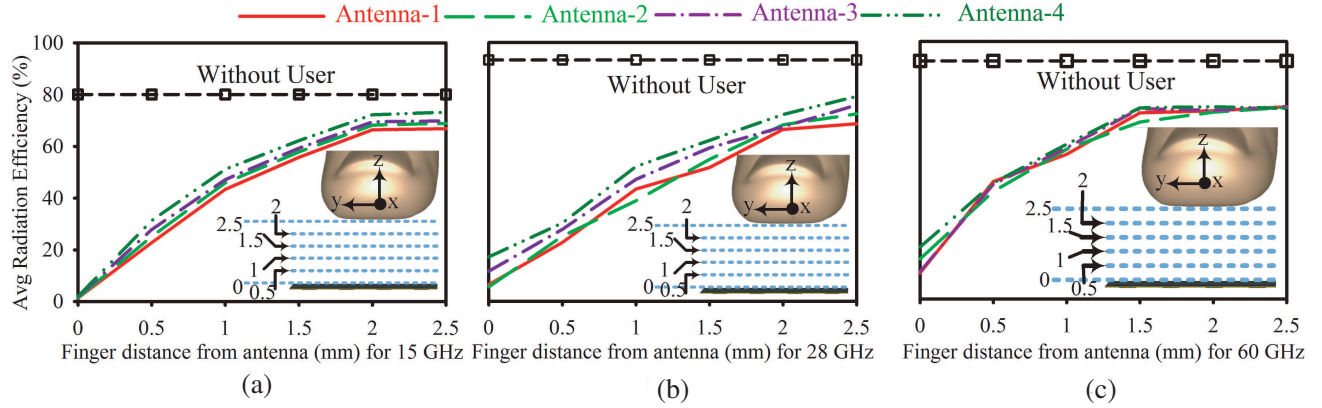 Antenna-1 Antenna-2 Antenna-3 Antenna-4
Avg Radiation Efficiency (%)
100
80
60
40
20
0
Without User
z
y x
2
2.5
1.5
1
0
0.5
0 0.5 1 1.5 2 2.5
Finger distance from antenna (mm) for 15 GHz
(a)
Without User
z
y x
2
2.5
1.5
1
0
0.5
0 0.5 1 1.5 2 2.5
Finger distance from antenna (mm) for 28 GHz
(b)
Without User
z
y x
2
2.5
1.5
1
0.5
0
0 0.5 1 1.5 2 2.5
Finger distance from antenna (mm) for 60 GHz
(c)